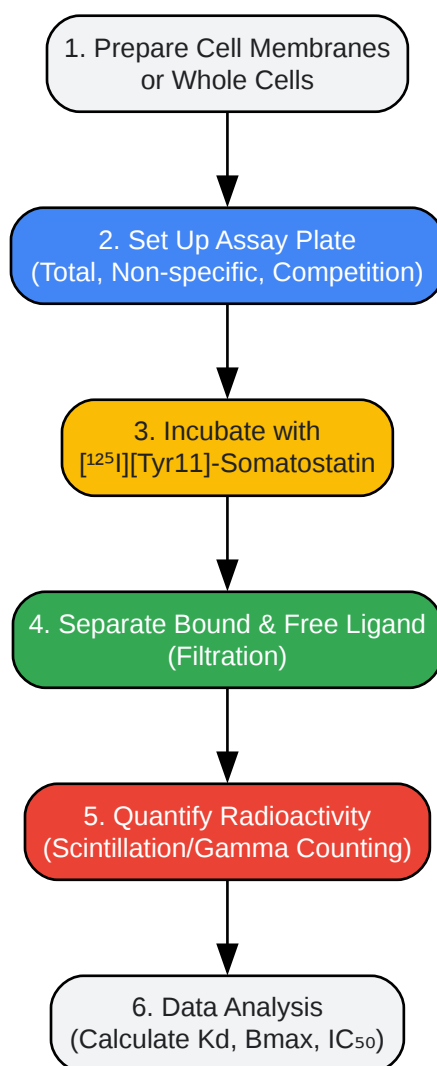 1. Prepare Cell Membranes
or Whole Cells
2. Set Up Assay Plate
(Total, Non-specific, Competition)
3. Incubate with
[¹²⁵I][Tyr11]-Somatostatin
4. Separate Bound & Free Ligand
(Filtration)
5. Quantify Radioactivity
(Scintillation/Gamma Counting)
6. Data Analysis
(Calculate Kd, Bmax, IC₅₀)